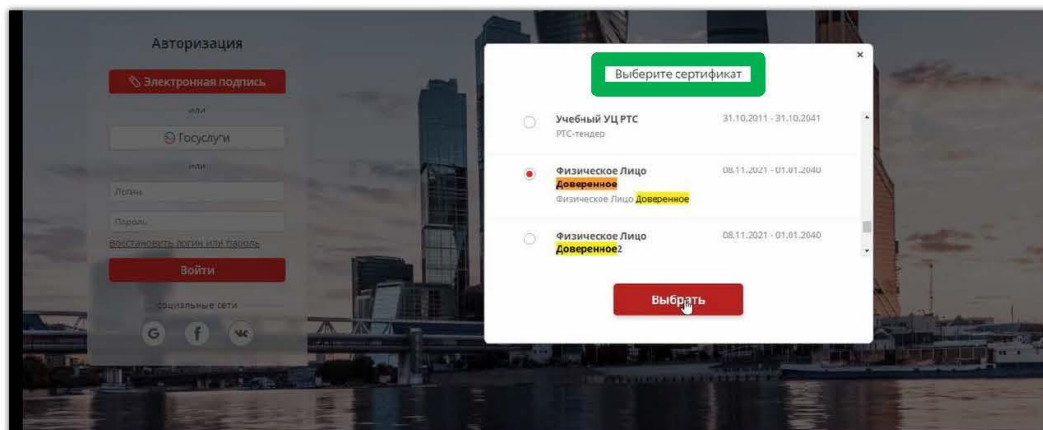 Авторизация
Электронная подпись
или
Госуслуги
или
Логин
Пароль
восстановить логин или пароль
Войти
социальные сети
G f
Выберите сертификат
×
Учебный УЦ РТС 31.10.2011 - 31.10.2041
РТС-тендер
Физическое Лицо 08.11.2021 - 01.01.2040
Доверенное
Физическое Лицо Доверенное
Физическое Лицо 08.11.2021 - 01.01.2040
Доверенное2
Выбрать